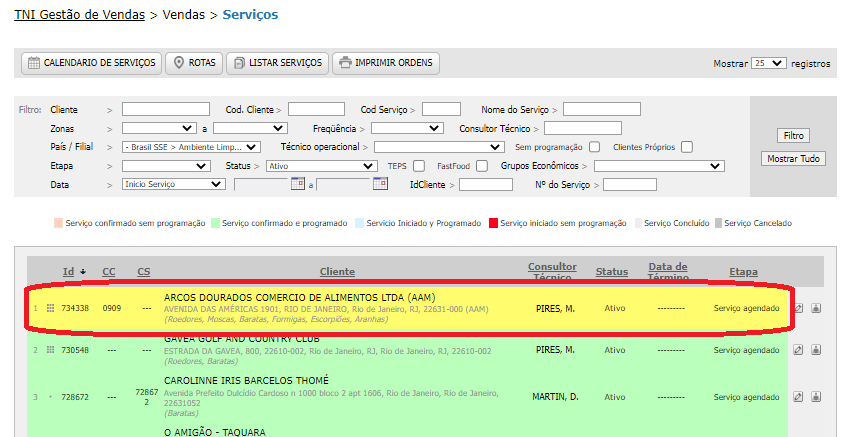 TNI Gestão de Vendas > Vendas > Serviços
CALENDARIO DE SERVIÇOS ROTAS LISTAR SERVIÇOS IMPRIMIR ORDENS Mostrar 25 registros
Filtro: Cliente > Cod. Cliente > Cod Serviço > Nome do Serviço >
Zonas > a Freqüência > Consultor Técnico >
País / Filial > - Brasil SSE > Ambiente Limp... Técnico operacional > Sem programação Clientes Próprios
Filtro
Etapa > Status > Ativo TEPS FastFood Grupos Econômicos >
Mostrar Tudo
Data > Inicio Serviço a IdCliente > Nº do Serviço >
Serviço confirmado sem programação Serviço confirmado e programado Servicio Iniciado y Programado Serviço iniciado sem programação Serviço Concluído Serviço Cancelado
Id CC CS Cliente Consultor Técnico Status Data de Término Etapa
1 734338 0909 --- ARCOS DOURADOS COMERCIO DE ALIMENTOS LTDA (AAM) PIRES, M. Ativo --------- Serviço agendado
AVENIDA DAS AMÉRICAS 1901, RIO DE JANEIRO, Rio de Janeiro, RJ, 22631-000 (AAM)
(Roedores, Moscas, Baratas, Formigas, Escorpiões, Aranhas)
2 730548 --- --- GAVEA GOLF AND COUNTRY CLUB PIRES, M. Ativo --------- Serviço agendado
ESTRADA DA GAVEA, 800, 22610-002, Rio de Janeiro, RJ, Rio de Janeiro, RJ, 22610-002
(Roedores, Baratas)
3 728672 --- 728672 CAROLINNE IRIS BARCELOS THOMÉ MARTIN, D. Ativo --------- Serviço agendado
Avenida Prefeito Dulcídio Cardoso n 1000 bloco 2 apt 1606, Rio de Janeiro, Rio de Janeiro,
22631052
(Baratas)
O AMIGÃO - TAQUARA